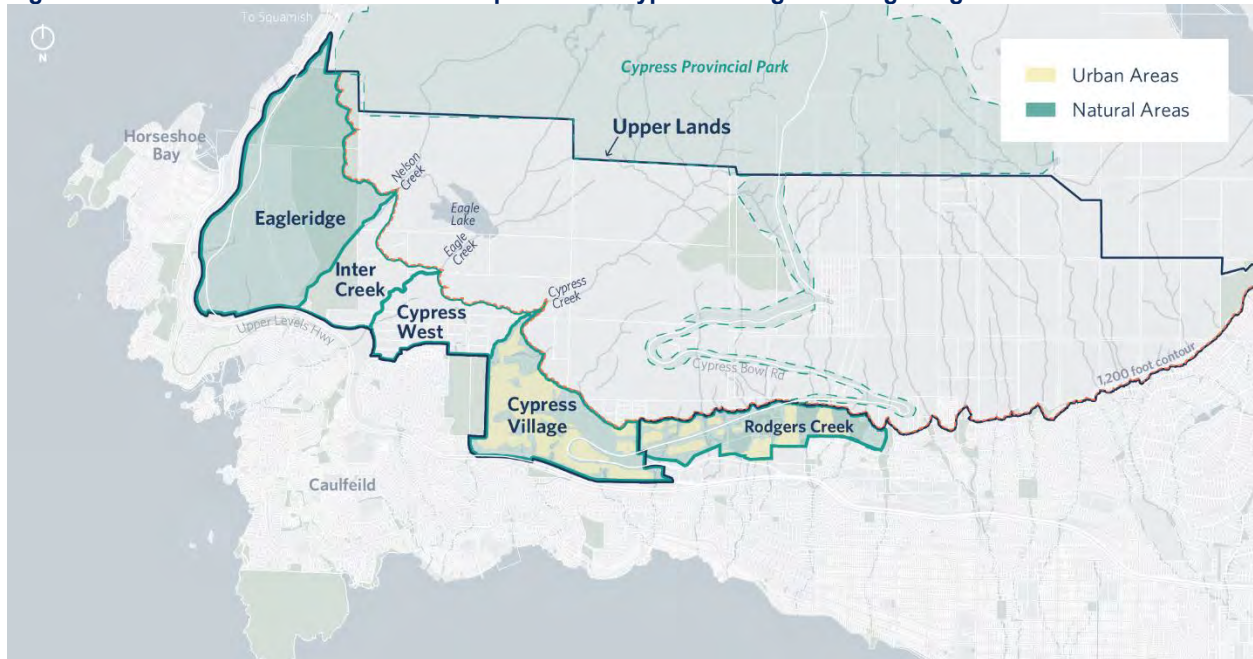 To Squamish
N
Cypress Provincial Park
Urban Areas
Natural Areas
Horseshoe
Bay
Upper Lands
Nelson
Creek
Eagle
Lake
Eagleridge
Eagle
Creek
Inter
Creek
Cypress
Creek
Cypress
West
Upper Levels Hwy
Cypress Bowl Rd
1,200 foot contour
Cypress
Village
Rodgers Creek
Caulfeild